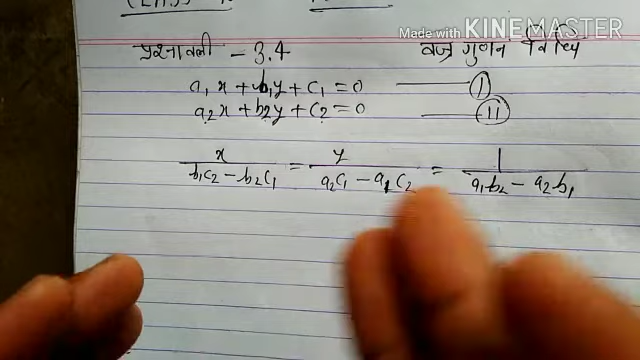 Made with KINEMASTER
प्रश्नावली – 3.4 वज्र गुणन विधि
a₁x + b₁y + c₁ = 0 —— I
a₂x + b₂y + c₂ = 0 —— II
x / b₁c₂ – b₂c₁ = y / a₂c₁ – a₁c₂ = 1 / a₁b₂ – a₂b₁